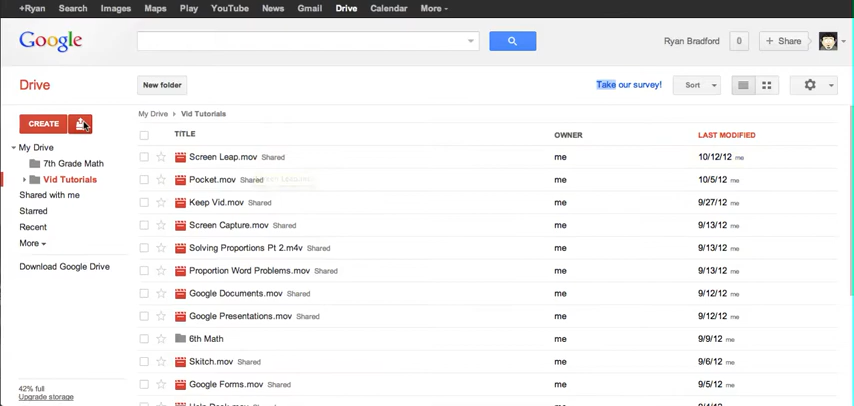 +Ryan Search Images Maps Play YouTube News Gmail Drive Calendar More
Google Ryan Bradford 0 + Share
Drive New folder Take our survey! Sort
CREATE My Drive Vid Tutorials
TITLE OWNER LAST MODIFIED
My Drive
7th Grade Math
Vid Tutorials
Shared with me
Starred
Recent
More
Download Google Drive
42% full
Upgrade storage
Screen Leap.mov Shared me 10/12/12 me
Pocket.mov Shared me 10/5/12 me
Keep Vid.mov Shared me 9/27/12 me
Screen Capture.mov Shared me 9/13/12 me
Solving Proportions Pt 2.m4v Shared me 9/13/12 me
Proportion Word Problems.mov Shared me 9/13/12 me
Google Documents.mov Shared me 9/12/12 me
Google Presentations.mov Shared me 9/12/12 me
6th Math me 9/9/12 me
Skitch.mov Shared me 9/6/12 me
Google Forms.mov Shared me 9/5/12 me